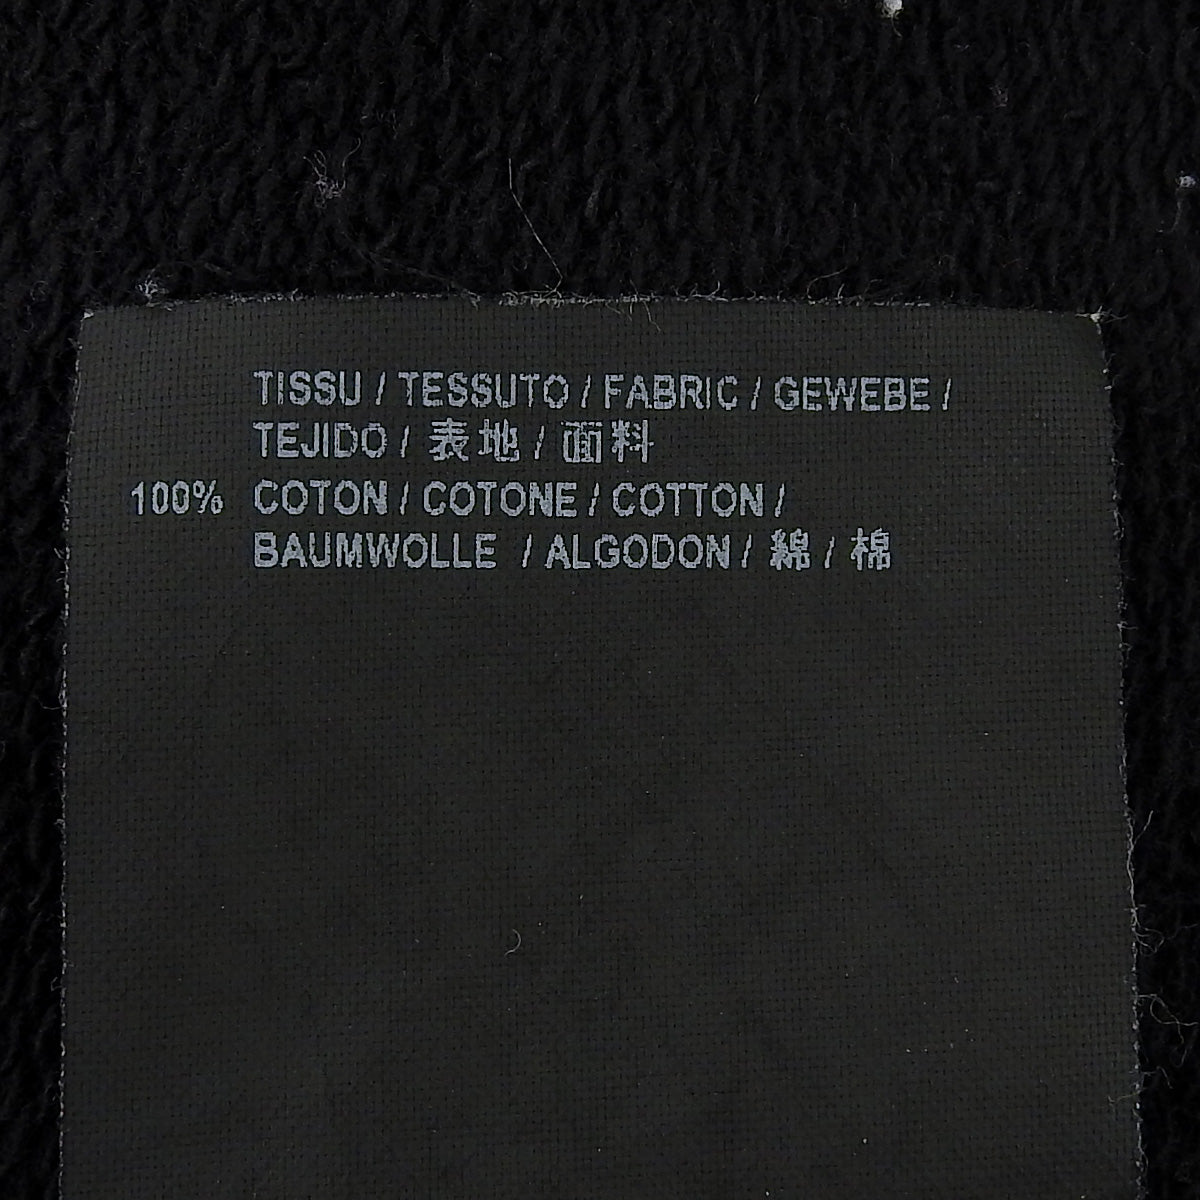 TISSU / TESSUTO / FABRIC / GEWEBE /
TEJIDO / 表地 / 面料
100% COTON / COTONE / COTTON /
BAUMWOLLE / ALGODON / 綿 / 棉